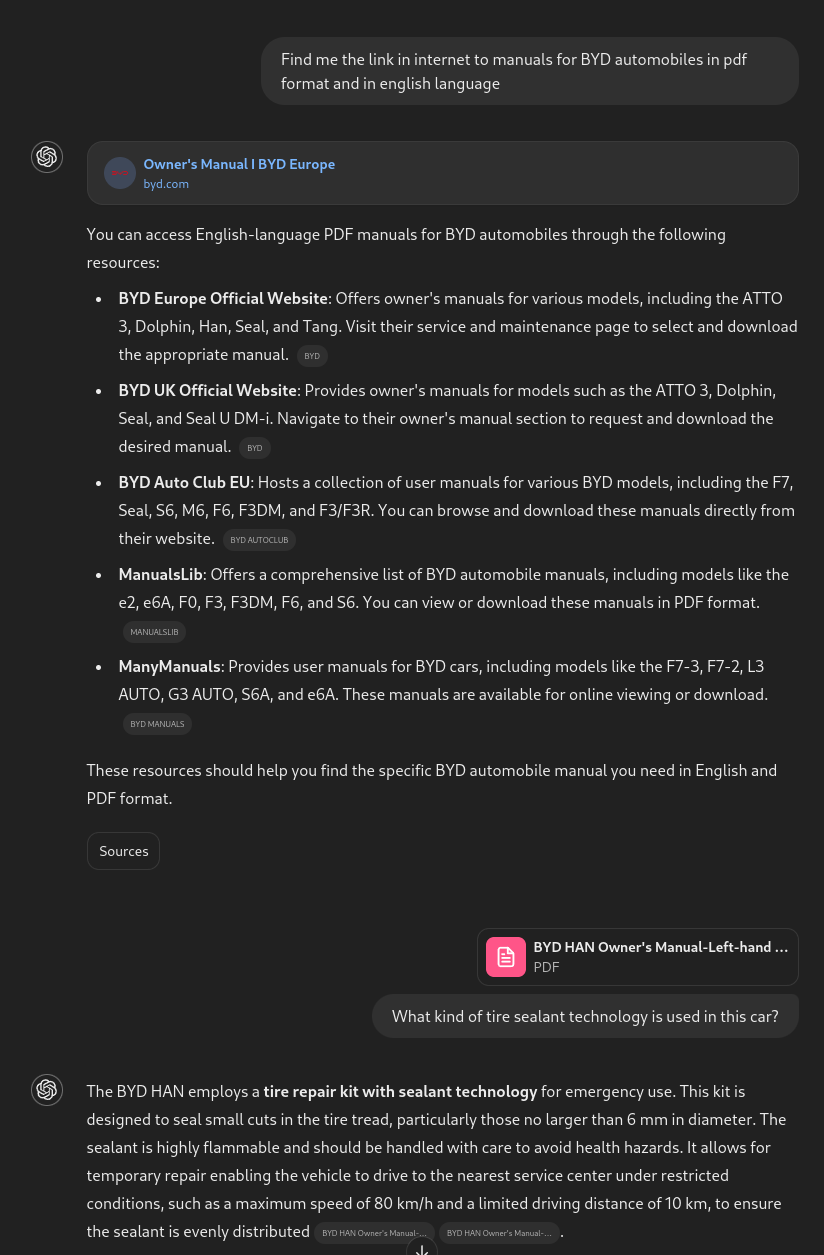 Find me the link in internet to manuals for BYD automobiles in pdf
format and in english language
Owner's Manual I BYD Europe
byd.com
You can access English-language PDF manuals for BYD automobiles through the following
resources:
• BYD Europe Official Website: Offers owner's manuals for various models, including the ATTO
3, Dolphin, Han, Seal, and Tang. Visit their service and maintenance page to select and download
the appropriate manual. BYD
• BYD UK Official Website: Provides owner's manuals for models such as the ATTO 3, Dolphin,
Seal, and Seal U DM-i. Navigate to their owner's manual section to request and download the
desired manual. BYD
• BYD Auto Club EU: Hosts a collection of user manuals for various BYD models, including the F7,
Seal, S6, M6, F6, F3DM, and F3/F3R. You can browse and download these manuals directly from
their website. BYD AUTOCLUB
• ManualsLib: Offers a comprehensive list of BYD automobile manuals, including models like the
e2, e6A, F0, F3, F3DM, F6, and S6. You can view or download these manuals in PDF format.
MANUALSLIB
• ManyManuals: Provides user manuals for BYD cars, including models like the F7-3, F7-2, L3
AUTO, G3 AUTO, S6A, and e6A. These manuals are available for online viewing or download.
BYD MANUALS
These resources should help you find the specific BYD automobile manual you need in English and
PDF format.
Sources
BYD HAN Owner's Manual-Left-hand ...
PDF
What kind of tire sealant technology is used in this car?
The BYD HAN employs a tire repair kit with sealant technology for emergency use. This kit is
designed to seal small cuts in the tire tread, particularly those no larger than 6 mm in diameter. The
sealant is highly flammable and should be handled with care to avoid health hazards. It allows for
temporary repair enabling the vehicle to drive to the nearest service center under restricted
conditions, such as a maximum speed of 80 km/h and a limited driving distance of 10 km, to ensure
the sealant is evenly distributed BYD HAN Owner's Manual-... BYD HAN Owner's Manual-... .